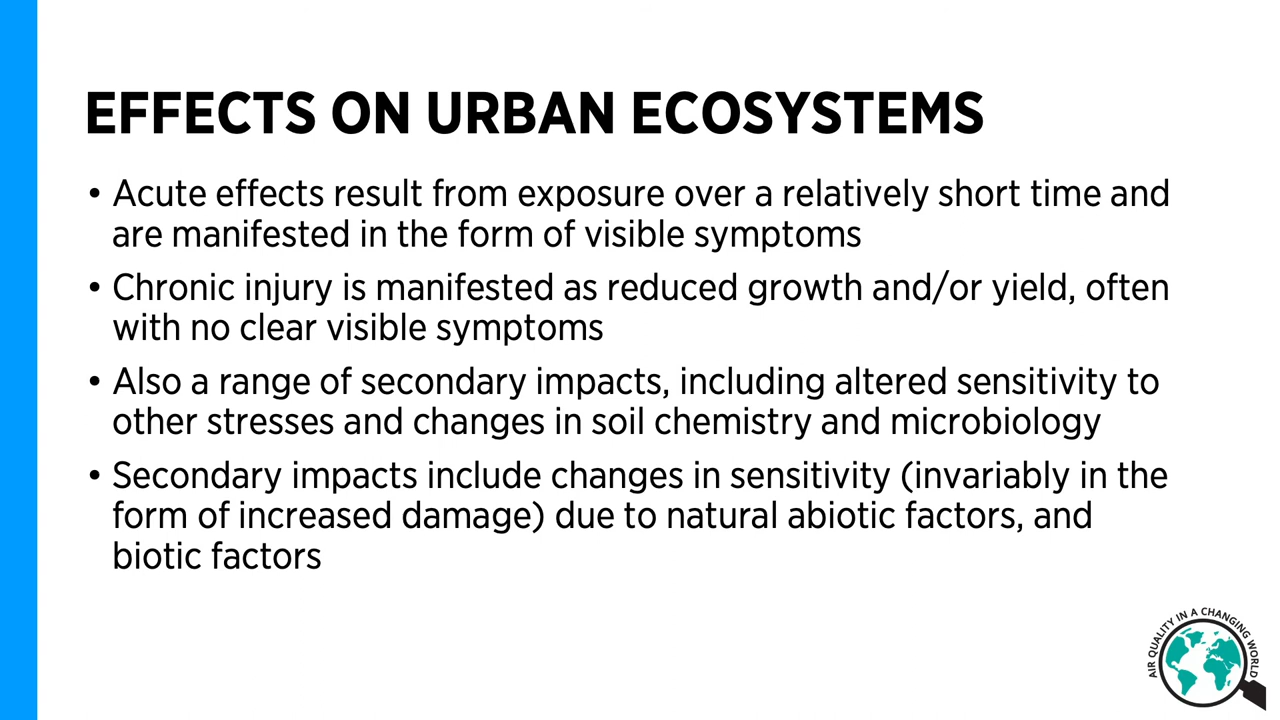 EFFECTS ON URBAN ECOSYSTEMS
• Acute effects result from exposure over a relatively short time and
are manifested in the form of visible symptoms
• Chronic injury is manifested as reduced growth and/or yield, often
with no clear visible symptoms
• Also a range of secondary impacts, including altered sensitivity to
other stresses and changes in soil chemistry and microbiology
• Secondary impacts include changes in sensitivity (invariably in the
form of increased damage) due to natural abiotic factors, and
biotic factors
AIR QUALITY IN A CHANGING WORLD